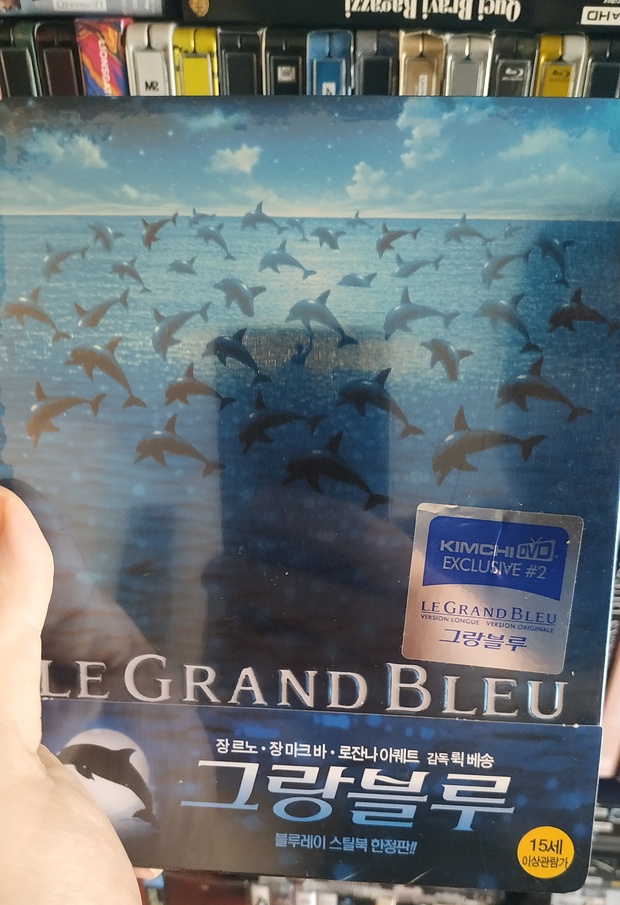 Quei Bravi Ragazzi
LIONSGATE
M2
KIMCHI DVD
EXCLUSIVE #2
LE GRAND BLEU
VERSION LONGUE VERSION ORIGINALE
그랑블루
LE GRAND BLEU
장 르노 · 장 마크 바 · 로잔나 아퀘트 감독 뤽 베송
그랑블루
블루레이 스틸북 한정판!!
15세
이상관람가